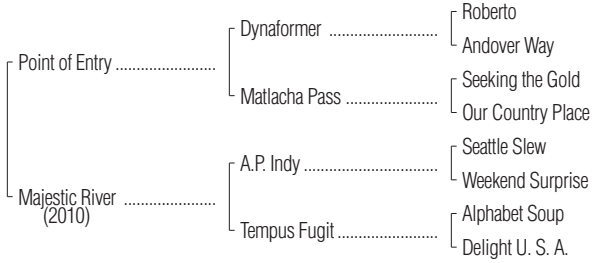 Roberto
Dynaformer ......................
Andover Way
Point of Entry ......................
Seeking the Gold
Matlacha Pass ...................
Our Country Place
Seattle Slew
A.P. Indy ...........................
Weekend Surprise
Majestic River ....................
(2010)
Alphabet Soup
Tempus Fugit .....................
Delight U. S. A.